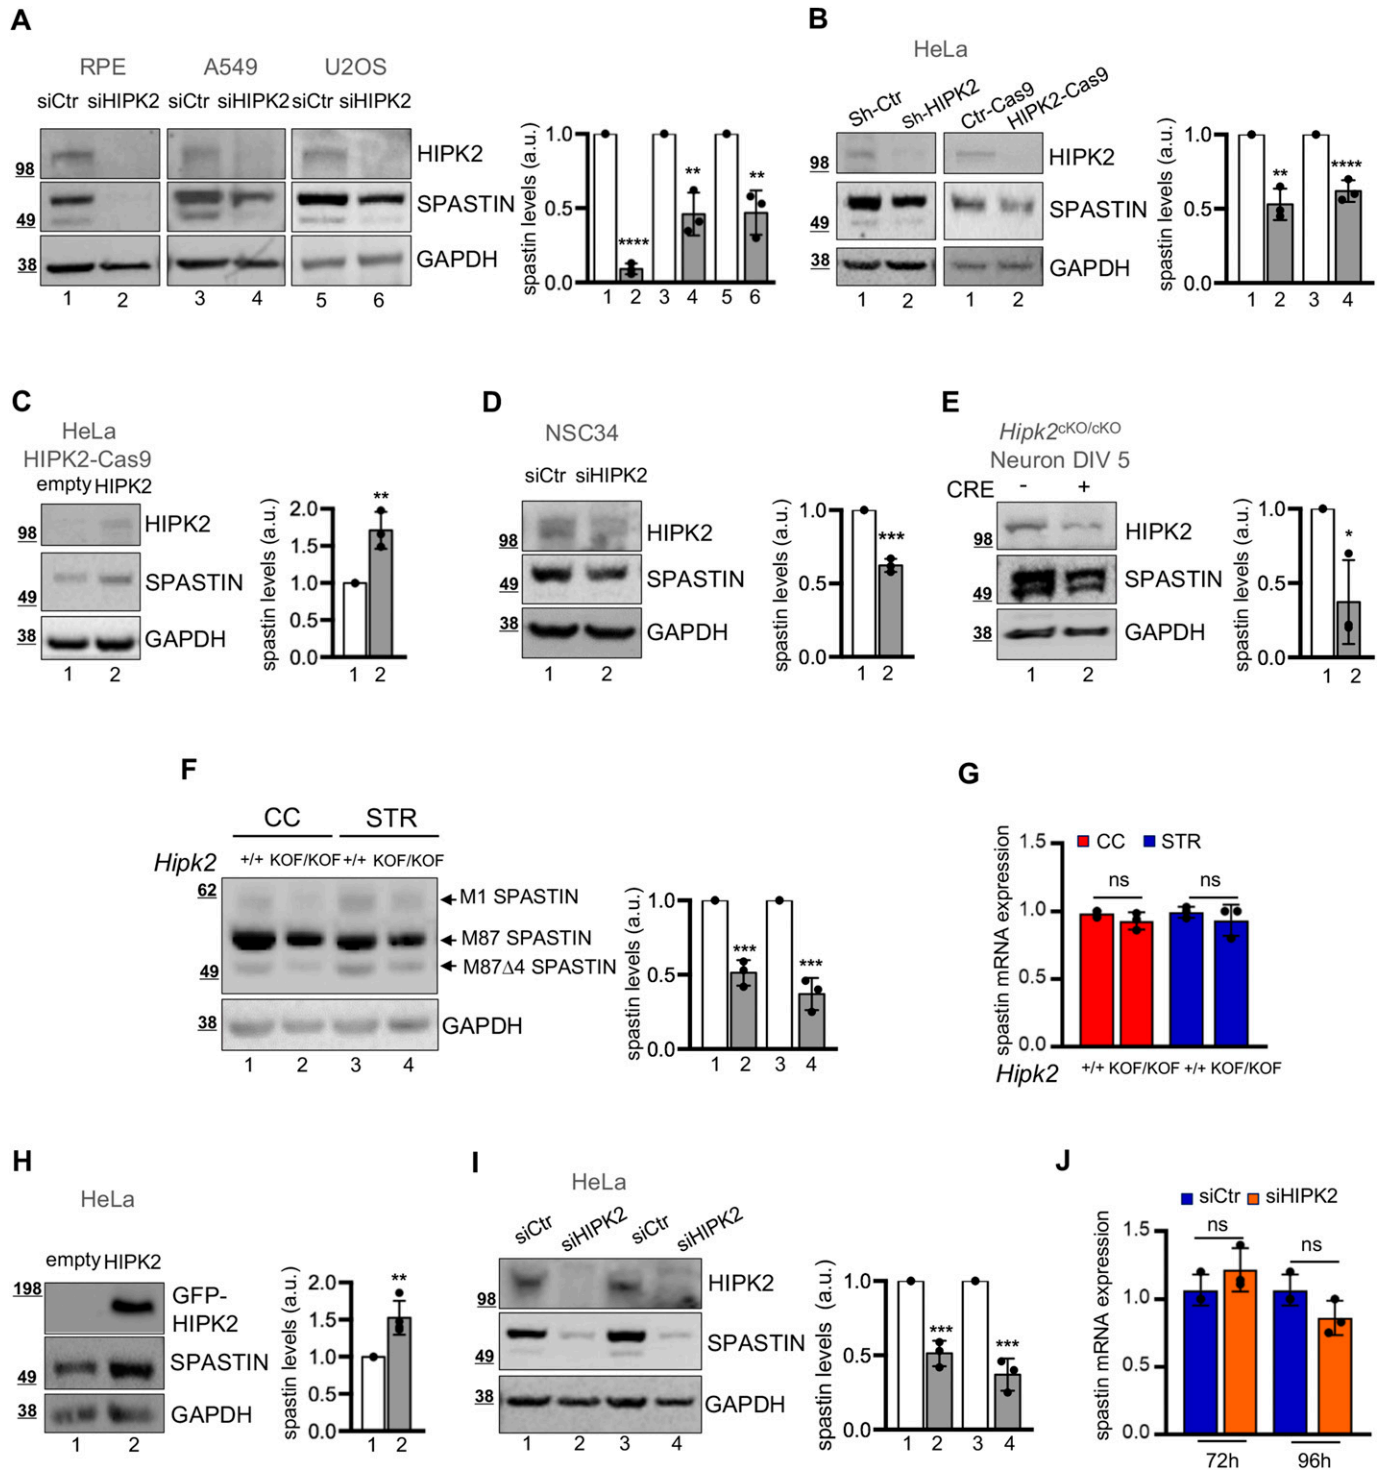 A
RPE A549 U2OS
siCtr siHIPK2 siCtr siHIPK2 siCtr siHIPK2
98
HIPK2
49
SPASTIN
38
GAPDH
1 2 3 4 5 6
spastin levels (a.u.)
1.0
0.5
0.0
**** ** **
1 2 3 4 5 6
B
HeLa
Sh-Ctr Sh-HIPK2 Ctr-Cas9 HIPK2-Cas9
98
HIPK2
49
SPASTIN
38
GAPDH
1 2 1 2
spastin levels (a.u.)
1.0
0.5
0.0
** ****
1 2 3 4
C
HeLa
HIPK2-Cas9
empty HIPK2
98
HIPK2
49
SPASTIN
38
GAPDH
1 2
spastin levels (a.u.)
2.0
1.5
1.0
0.5
0.0
**
1 2
D
NSC34
siCtr siHIPK2
98
HIPK2
49
SPASTIN
38
GAPDH
1 2
spastin levels (a.u.)
1.0
0.5
0.0
***
1 2
E
Hipk2cKO/cKO
Neuron DIV 5
CRE - +
98
HIPK2
49
SPASTIN
38
GAPDH
1 2
spastin levels (a.u.)
1.0
0.5
0.0
*
1 2
F
CC STR
Hipk2 +/+ KOF/KOF +/+ KOF/KOF
62
M1 SPASTIN
M87 SPASTIN
49
M87Δ4 SPASTIN
38
GAPDH
1 2 3 4
spastin levels (a.u.)
1.0
0.5
0.0
*** ***
1 2 3 4
G
CC STR
spastin mRNA expression
1.5
1.0
0.5
0.0
ns ns
Hipk2 +/+ KOF/KOF +/+ KOF/KOF
H
HeLa
empty HIPK2
198
GFP-
HIPK2
49
SPASTIN
38
GAPDH
1 2
spastin levels (a.u.)
2.0
1.5
1.0
0.5
0.0
**
1 2
I
HeLa
siCtr siHIPK2 siCtr siHIPK2
98
HIPK2
49
SPASTIN
38
GAPDH
1 2 3 4
spastin levels (a.u.)
1.0
0.5
0.0
*** ***
1 2 3 4
J
siCtr siHIPK2
spastin mRNA expression
1.5
1.0
0.5
0.0
ns ns
72h 96h